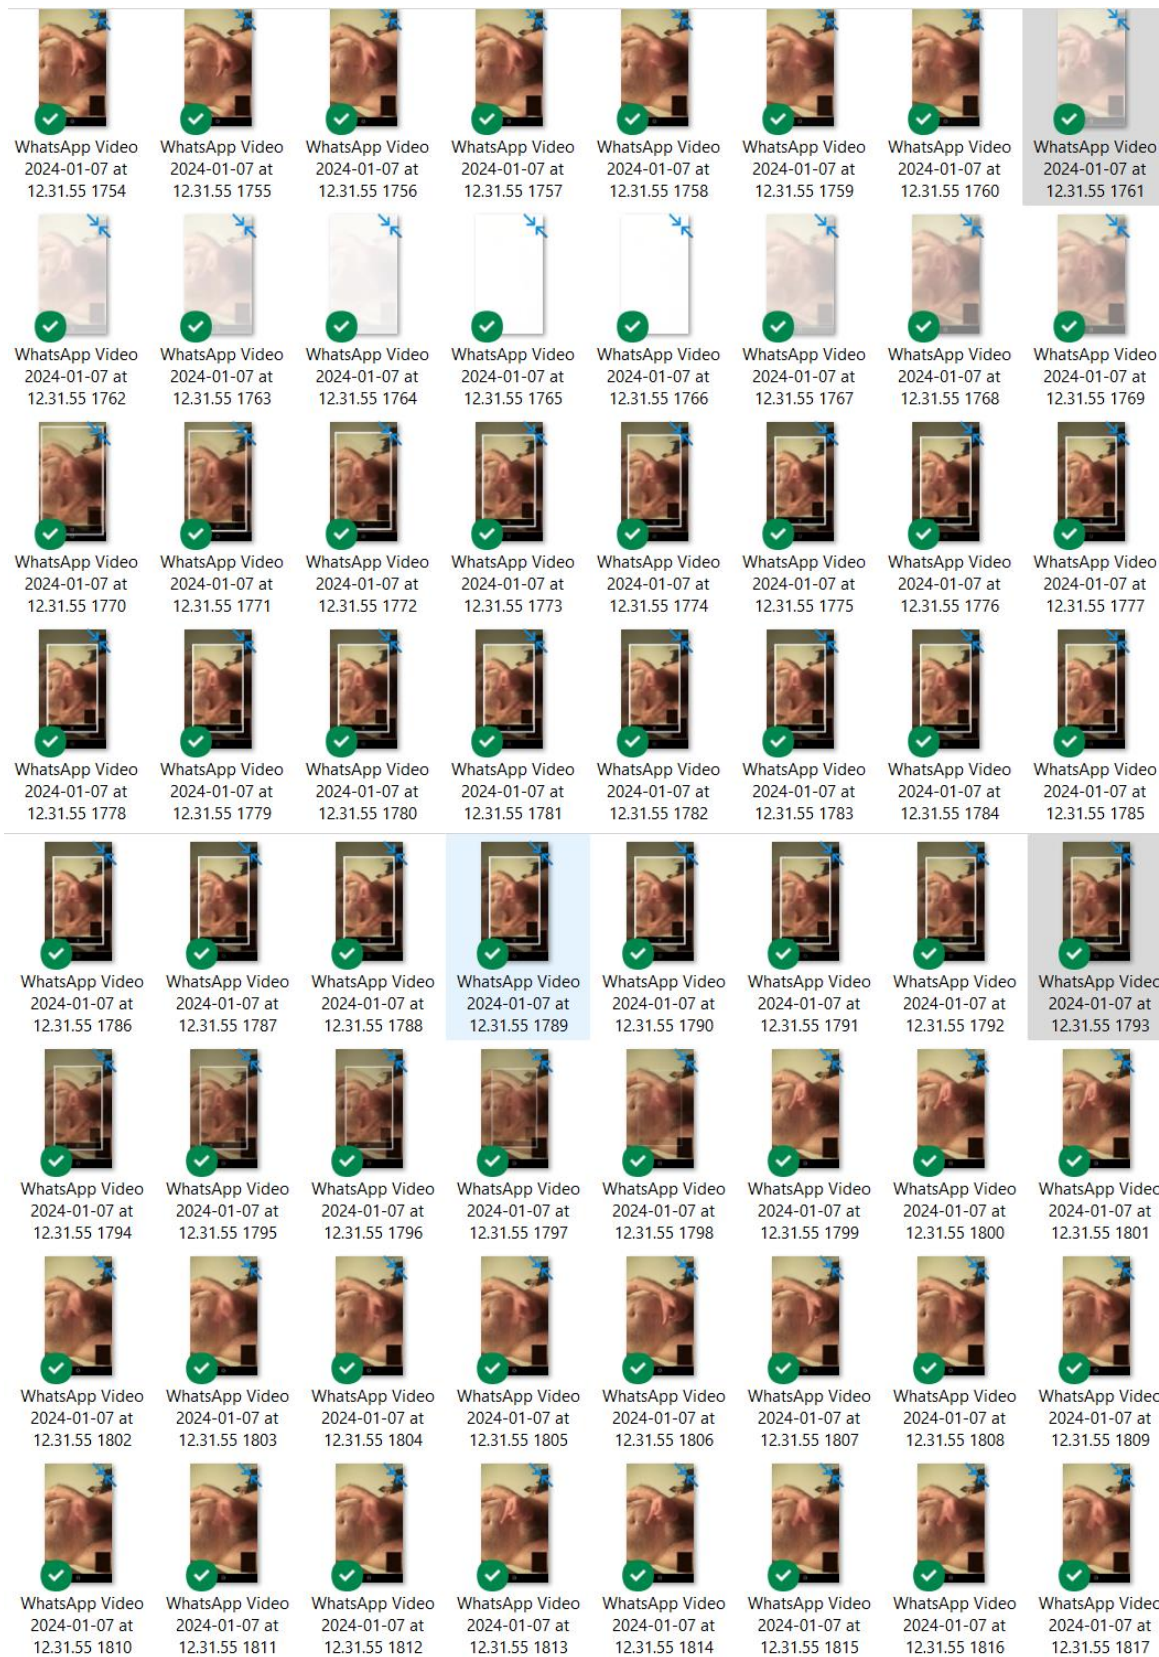 WhatsApp Video WhatsApp Video WhatsApp Video WhatsApp Video WhatsApp Video WhatsApp Video WhatsApp Video WhatsApp Video
2024-01-07 at 2024-01-07 at 2024-01-07 at 2024-01-07 at 2024-01-07 at 2024-01-07 at 2024-01-07 at 2024-01-07 at
12.31.55 1754 12.31.55 1755 12.31.55 1756 12.31.55 1757 12.31.55 1758 12.31.55 1759 12.31.55 1760 12.31.55 1761
WhatsApp Video WhatsApp Video WhatsApp Video WhatsApp Video WhatsApp Video WhatsApp Video WhatsApp Video WhatsApp Video
2024-01-07 at 2024-01-07 at 2024-01-07 at 2024-01-07 at 2024-01-07 at 2024-01-07 at 2024-01-07 at 2024-01-07 at
12.31.55 1762 12.31.55 1763 12.31.55 1764 12.31.55 1765 12.31.55 1766 12.31.55 1767 12.31.55 1768 12.31.55 1769
WhatsApp Video WhatsApp Video WhatsApp Video WhatsApp Video WhatsApp Video WhatsApp Video WhatsApp Video WhatsApp Video
2024-01-07 at 2024-01-07 at 2024-01-07 at 2024-01-07 at 2024-01-07 at 2024-01-07 at 2024-01-07 at 2024-01-07 at
12.31.55 1770 12.31.55 1771 12.31.55 1772 12.31.55 1773 12.31.55 1774 12.31.55 1775 12.31.55 1776 12.31.55 1777
WhatsApp Video WhatsApp Video WhatsApp Video WhatsApp Video WhatsApp Video WhatsApp Video WhatsApp Video WhatsApp Video
2024-01-07 at 2024-01-07 at 2024-01-07 at 2024-01-07 at 2024-01-07 at 2024-01-07 at 2024-01-07 at 2024-01-07 at
12.31.55 1778 12.31.55 1779 12.31.55 1780 12.31.55 1781 12.31.55 1782 12.31.55 1783 12.31.55 1784 12.31.55 1785
WhatsApp Video WhatsApp Video WhatsApp Video WhatsApp Video WhatsApp Video WhatsApp Video WhatsApp Video WhatsApp Video
2024-01-07 at 2024-01-07 at 2024-01-07 at 2024-01-07 at 2024-01-07 at 2024-01-07 at 2024-01-07 at 2024-01-07 at
12.31.55 1786 12.31.55 1787 12.31.55 1788 12.31.55 1789 12.31.55 1790 12.31.55 1791 12.31.55 1792 12.31.55 1793
WhatsApp Video WhatsApp Video WhatsApp Video WhatsApp Video WhatsApp Video WhatsApp Video WhatsApp Video WhatsApp Video
2024-01-07 at 2024-01-07 at 2024-01-07 at 2024-01-07 at 2024-01-07 at 2024-01-07 at 2024-01-07 at 2024-01-07 at
12.31.55 1794 12.31.55 1795 12.31.55 1796 12.31.55 1797 12.31.55 1798 12.31.55 1799 12.31.55 1800 12.31.55 1801
WhatsApp Video WhatsApp Video WhatsApp Video WhatsApp Video WhatsApp Video WhatsApp Video WhatsApp Video WhatsApp Video
2024-01-07 at 2024-01-07 at 2024-01-07 at 2024-01-07 at 2024-01-07 at 2024-01-07 at 2024-01-07 at 2024-01-07 at
12.31.55 1802 12.31.55 1803 12.31.55 1804 12.31.55 1805 12.31.55 1806 12.31.55 1807 12.31.55 1808 12.31.55 1809
WhatsApp Video WhatsApp Video WhatsApp Video WhatsApp Video WhatsApp Video WhatsApp Video WhatsApp Video WhatsApp Video
2024-01-07 at 2024-01-07 at 2024-01-07 at 2024-01-07 at 2024-01-07 at 2024-01-07 at 2024-01-07 at 2024-01-07 at
12.31.55 1810 12.31.55 1811 12.31.55 1812 12.31.55 1813 12.31.55 1814 12.31.55 1815 12.31.55 1816 12.31.55 1817